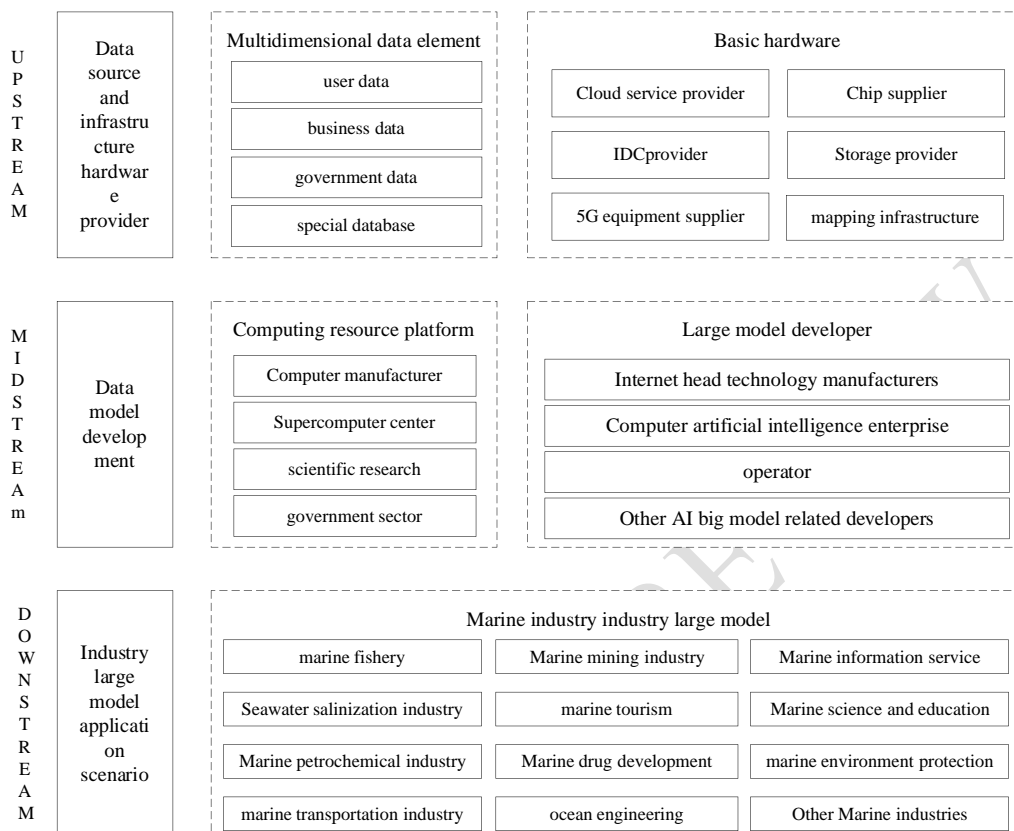 UPSTREAM
Data
source
and
infrastru
cture
hardwar
e
provider
Multidimensional data element
user data
business data
government data
special database
Basic hardware
Cloud service provider
Chip supplier
IDCprovider
Storage provider
5G equipment supplier
mapping infrastructure
MIDSTREAm
Data
model
develop
ment
Computing resource platform
Computer manufacturer
Supercomputer center
scientific research
government sector
Large model developer
Internet head technology manufacturers
Computer artificial intelligence enterprise
operator
Other AI big model related developers
DOWNSTREAM
Industry
large
model
applicati
on
scenario
Marine industry industry large model
marine fishery
Marine mining industry
Marine information service
Seawater salinization industry
marine tourism
Marine science and education
Marine petrochemical industry
Marine drug development
marine environment protection
marine transportation industry
ocean engineering
Other Marine industries